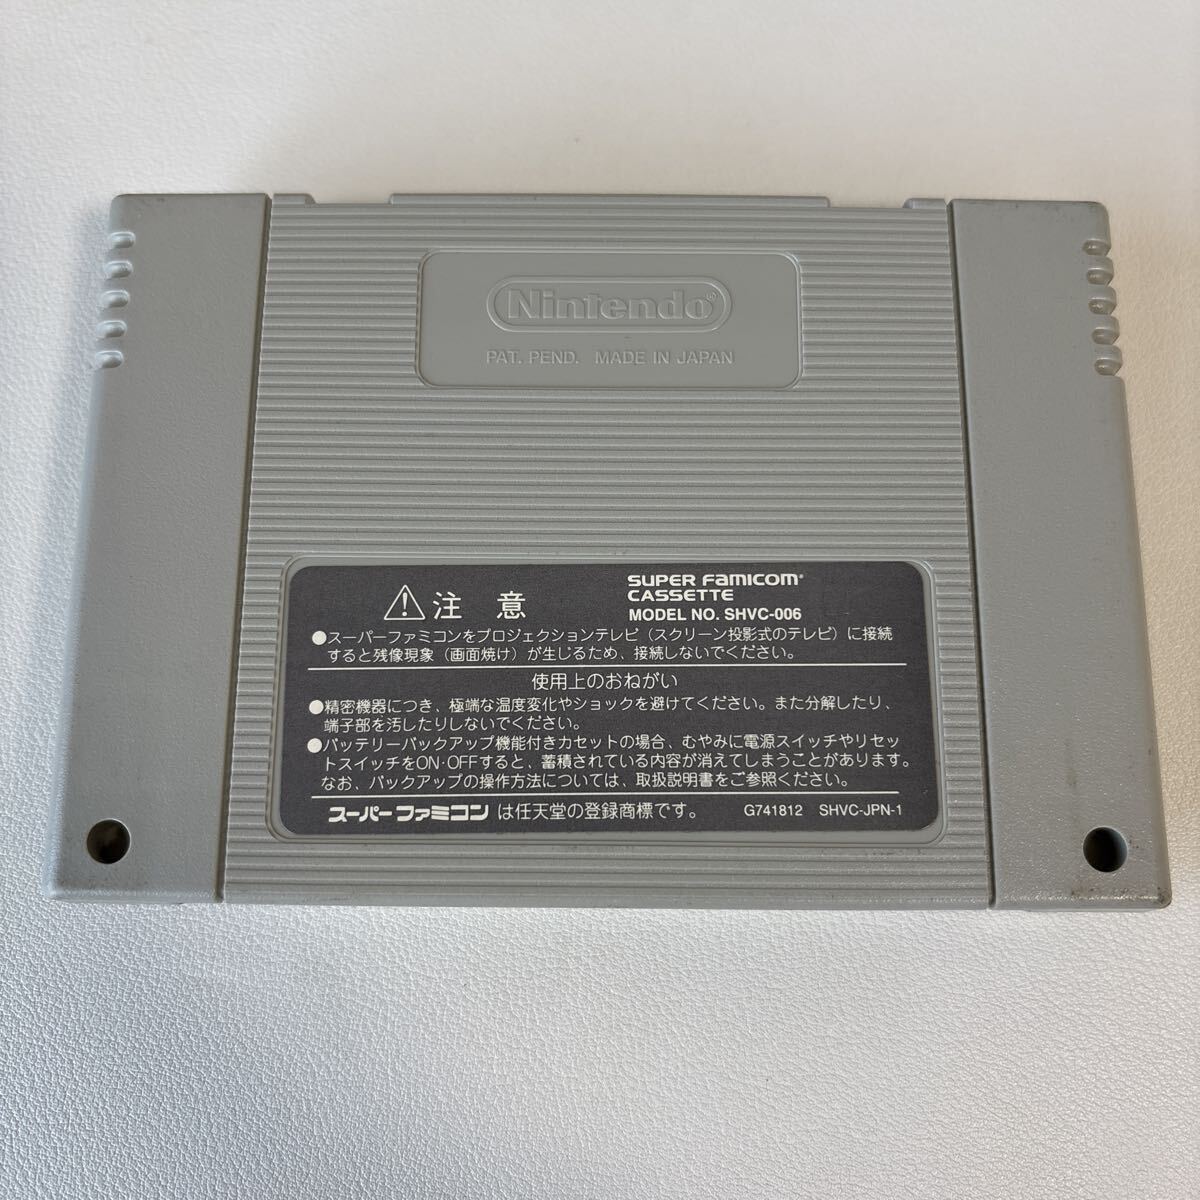 Nintendo®
PAT. PEND. MADE IN JAPAN
⚠注意
SUPER FAMICOM®
CASSETTE
MODEL NO. SHVC-006
●スーパーファミコンをプロジェクションテレビ（スクリーン投影式のテレビ）に接続
すると残像現象（画面焼け）が生じるため、接続しないでください。
使用上のおねがい
●精密機器につき、極端な温度変化やショックを避けてください。また分解したり、
端子部を汚したりしないでください。
●バッテリーバックアップ機能付きカセットの場合、むやみに電源スイッチやリセッ
トスイッチをON・OFFすると、蓄積されている内容が消えてしまうことがあります。
なお、バックアップの操作方法については、取扱説明書をご参照ください。
スーパーファミコンは任天堂の登録商標です。 G741812 SHVC-JPN-1